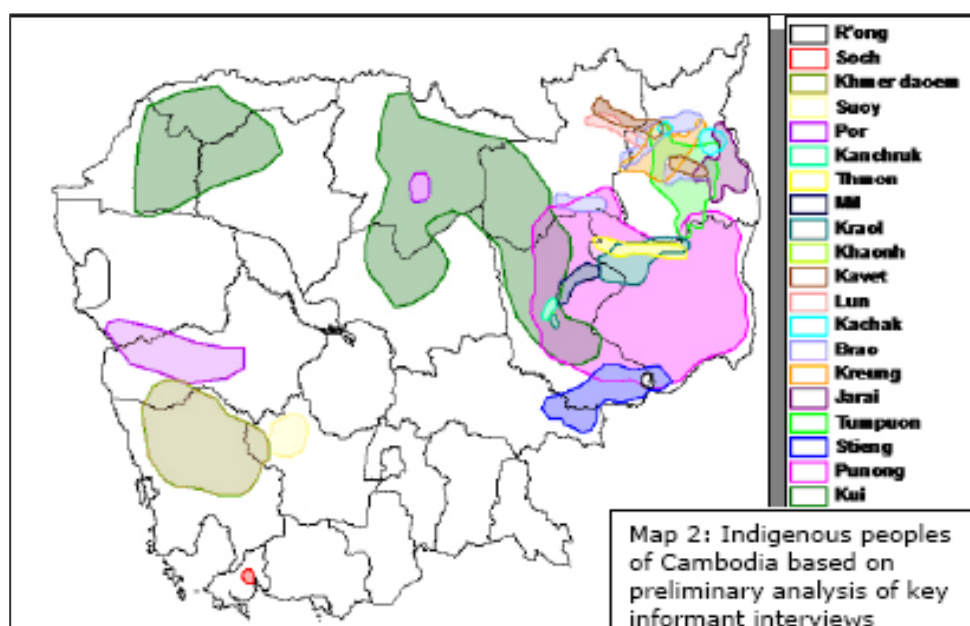 R'ong
Soch
Khmer daoem
Suoy
Por
Kanchruk
Thmon
Mil
Kraol
Khaonh
Kavet
Lun
Kachak
Brao
Kreung
Jarai
Tumpuon
Stieng
Punong
Kui
Map 2: Indigenous peoples
of Cambodia based on
preliminary analysis of key
informant interviews